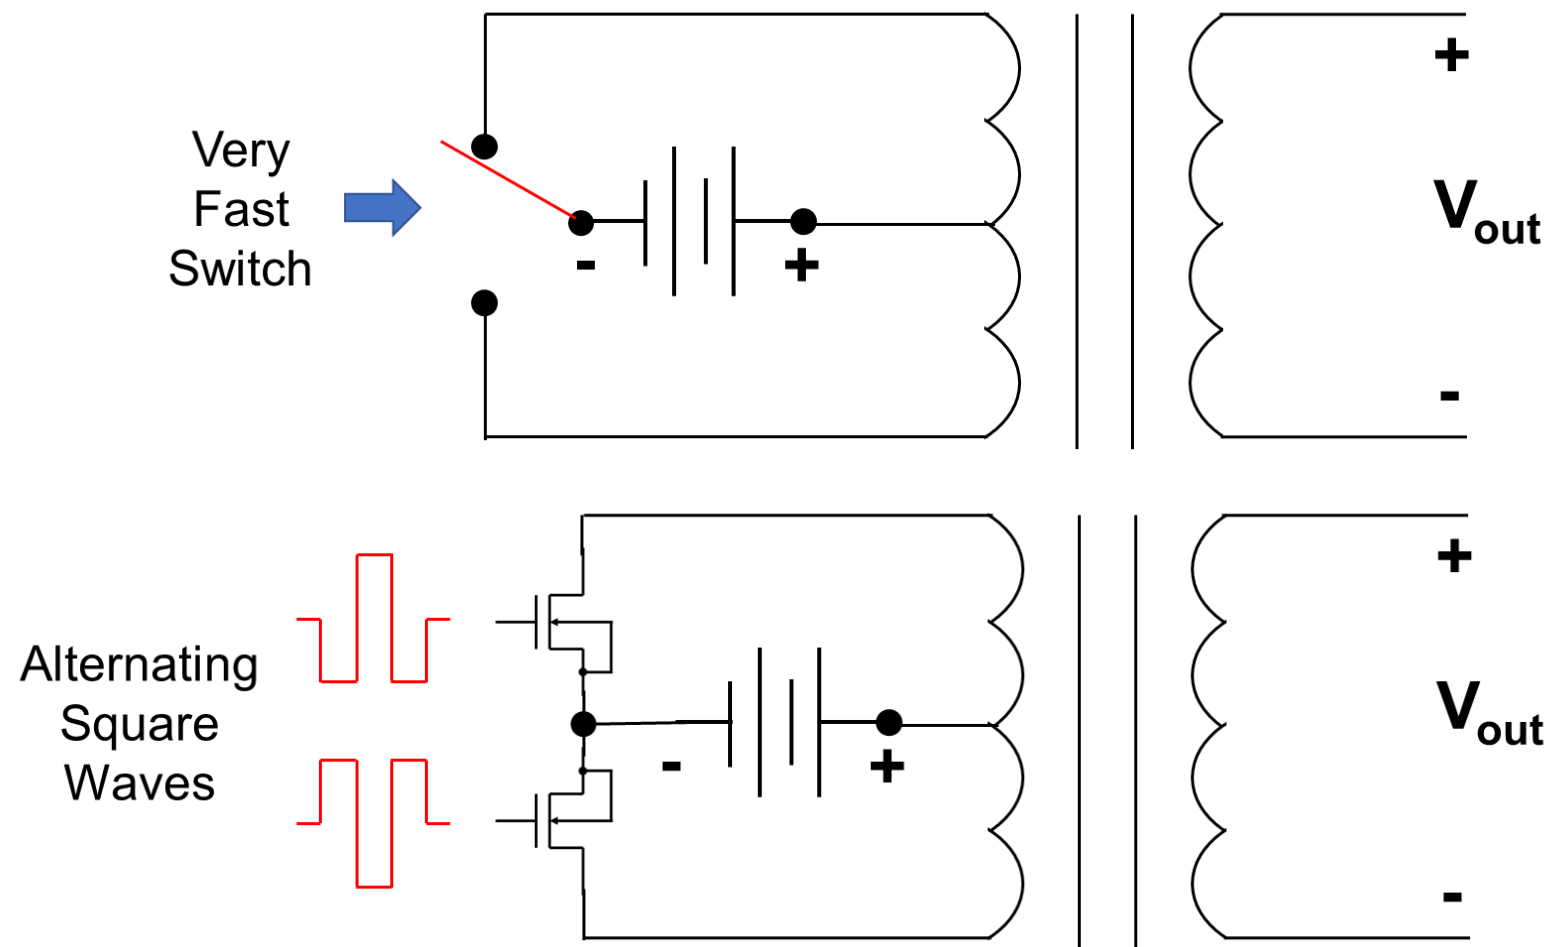 Very
Fast
Switch
-
+
+
Vout
-
Alternating
Square
Waves
-
+
+
Vout
-